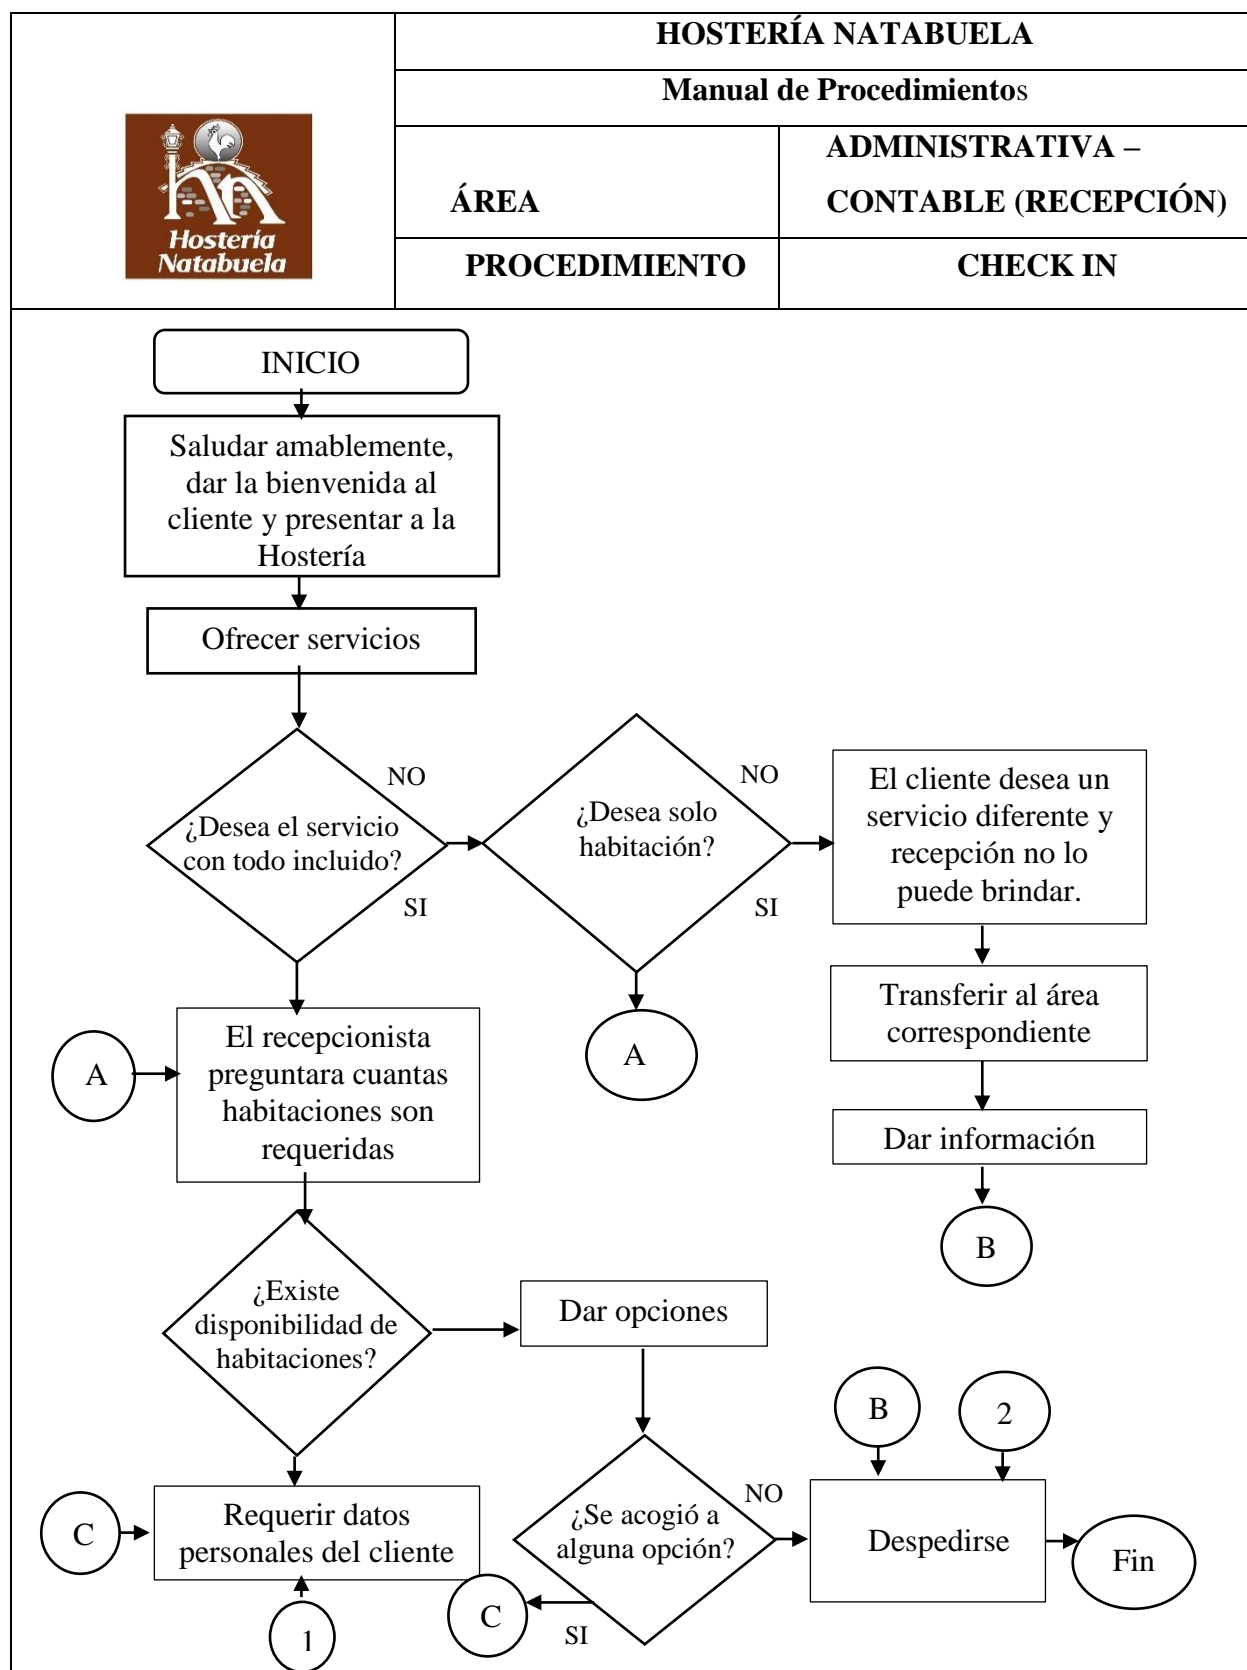 HOSTERÍA NATABUELA
Manual de Procedimientos
ÁREA
ADMINISTRATIVA –
CONTABLE (RECEPCIÓN)
PROCEDIMIENTO
CHECK IN
hn
Hostería
Natabuela
INICIO
Saludar amablemente,
dar la bienvenida al
cliente y presentar a la
Hostería
Ofrecer servicios
¿Desea el servicio
con todo incluido?
NO
SI
¿Desea solo
habitación?
NO
SI
El cliente desea un
servicio diferente y
recepción no lo
puede brindar.
Transferir al área
correspondiente
Dar información
B
A
A
El recepcionista
preguntara cuantas
habitaciones son
requeridas
¿Existe
disponibilidad de
habitaciones?
Dar opciones
¿Se acogió a
alguna opción?
NO
SI
B
2
Despedirse
Fin
C
Requerir datos
personales del cliente
C
1